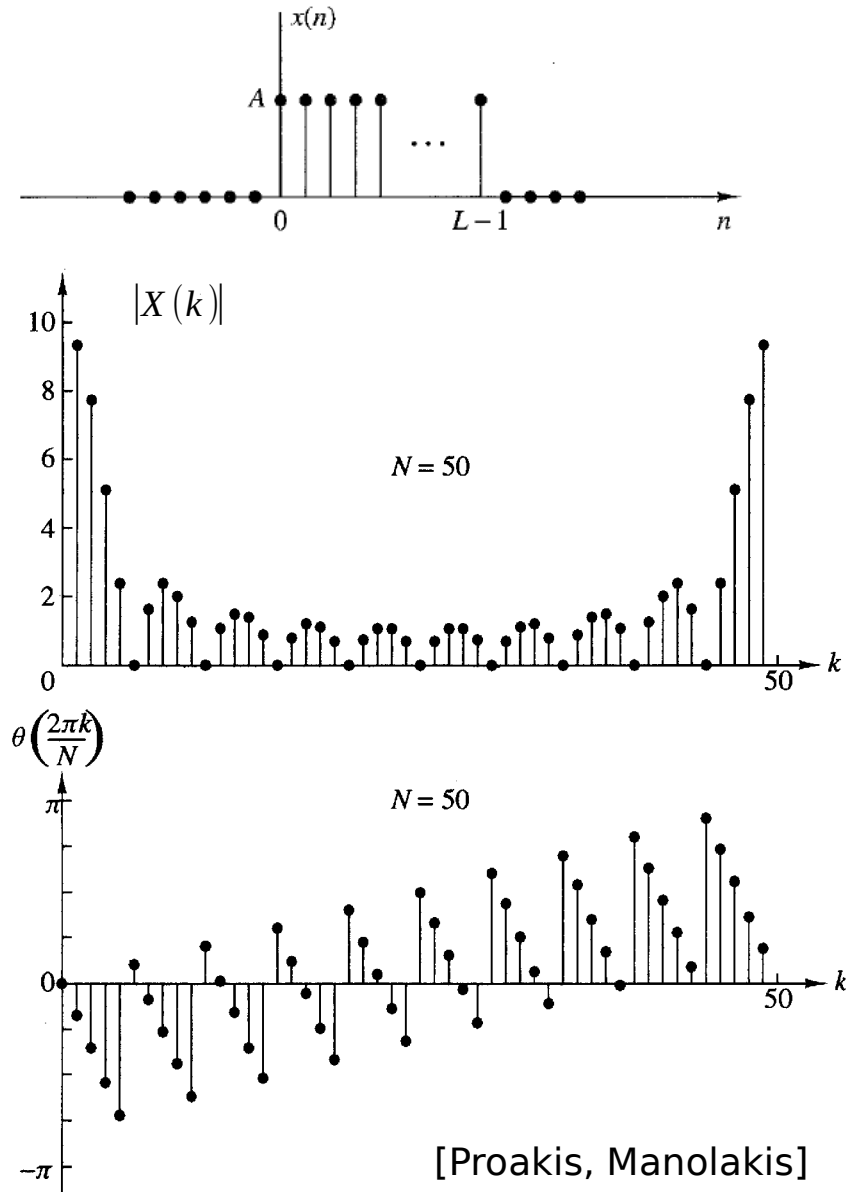 x(n)
A
...
0 L−1 n
|X(k)|
10
8
6
N = 50
4
2
0 50 k
θ(2πk/N)
π
N = 50
0 50 k
−π
[Proakis, Manolakis]